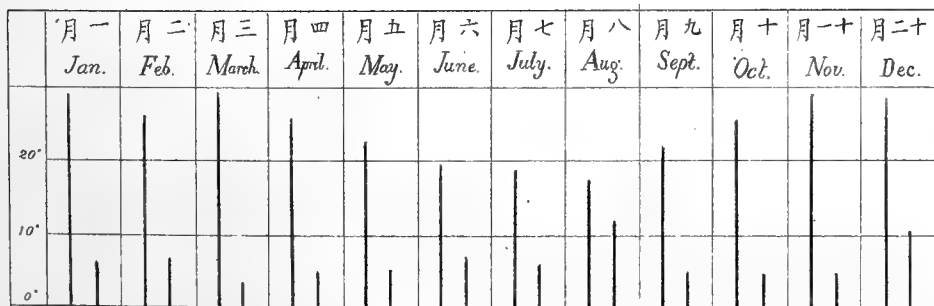 月一 月二 月三 月四 月五 月六 月七 月八 月九 月十 月一十 月二十
Jan. Feb. March. April. May. June. July. Aug. Sept. Oct. Nov. Dec.
20°
10°
0°